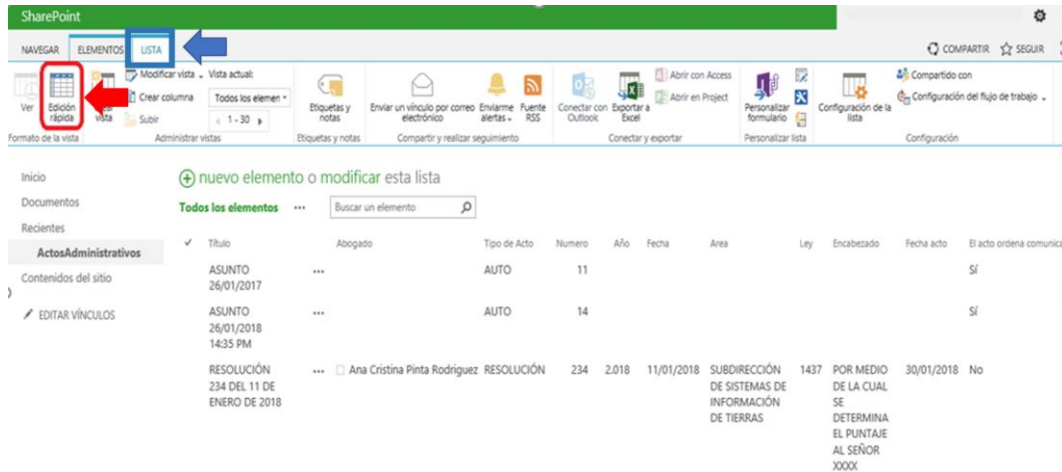 SharePoint
NAVEGAR ELEMENTOS LISTA
COMPARTIR SEGUIR
Ver
Edición rápida
vista
Modificar vista
Crear columna
Subir
Vista actual:
Todos los elemen
1 - 30
Etiquetas y notas
Enviar un vínculo por correo electrónico
Enviarme alertas
Fuente RSS
Conectar con Outlook
Exportar a Excel
Abrir con Access
Abrir en Project
Personalizar formulario
Configuración de la lista
Compartido con
Configuración del flujo de trabajo
Formato de la vista
Administrar vistas
Etiquetas y notas
Compartir y realizar seguimiento
Conectar y exportar
Personalizar lista
Configuración
Inicio
Documentos
Recientes
ActosAdministrativos
Contenidos del sitio
EDITAR VÍNCULOS
nuevo elemento o modificar esta lista
Todos los elementos ... Buscar un elemento
Título Abogado Tipo de Acto Numero Año Fecha Area Ley Encabezado Fecha acto El acto ordena comunica
ASUNTO ... AUTO 11 Sí
26/01/2017
ASUNTO ... AUTO 14 Sí
26/01/2018
14:35 PM
RESOLUCIÓN ... Ana Cristina Pinta Rodriguez RESOLUCIÓN 234 2.018 11/01/2018 SUBDIRECCIÓN 1437 POR MEDIO 30/01/2018 No
234 DEL 11 DE DE SISTEMAS DE DE LA CUAL
ENERO DE 2018 INFORMACIÓN SE
DE TIERRAS DETERMINA
EL PUNTAJE
AL SEÑOR
XXXX